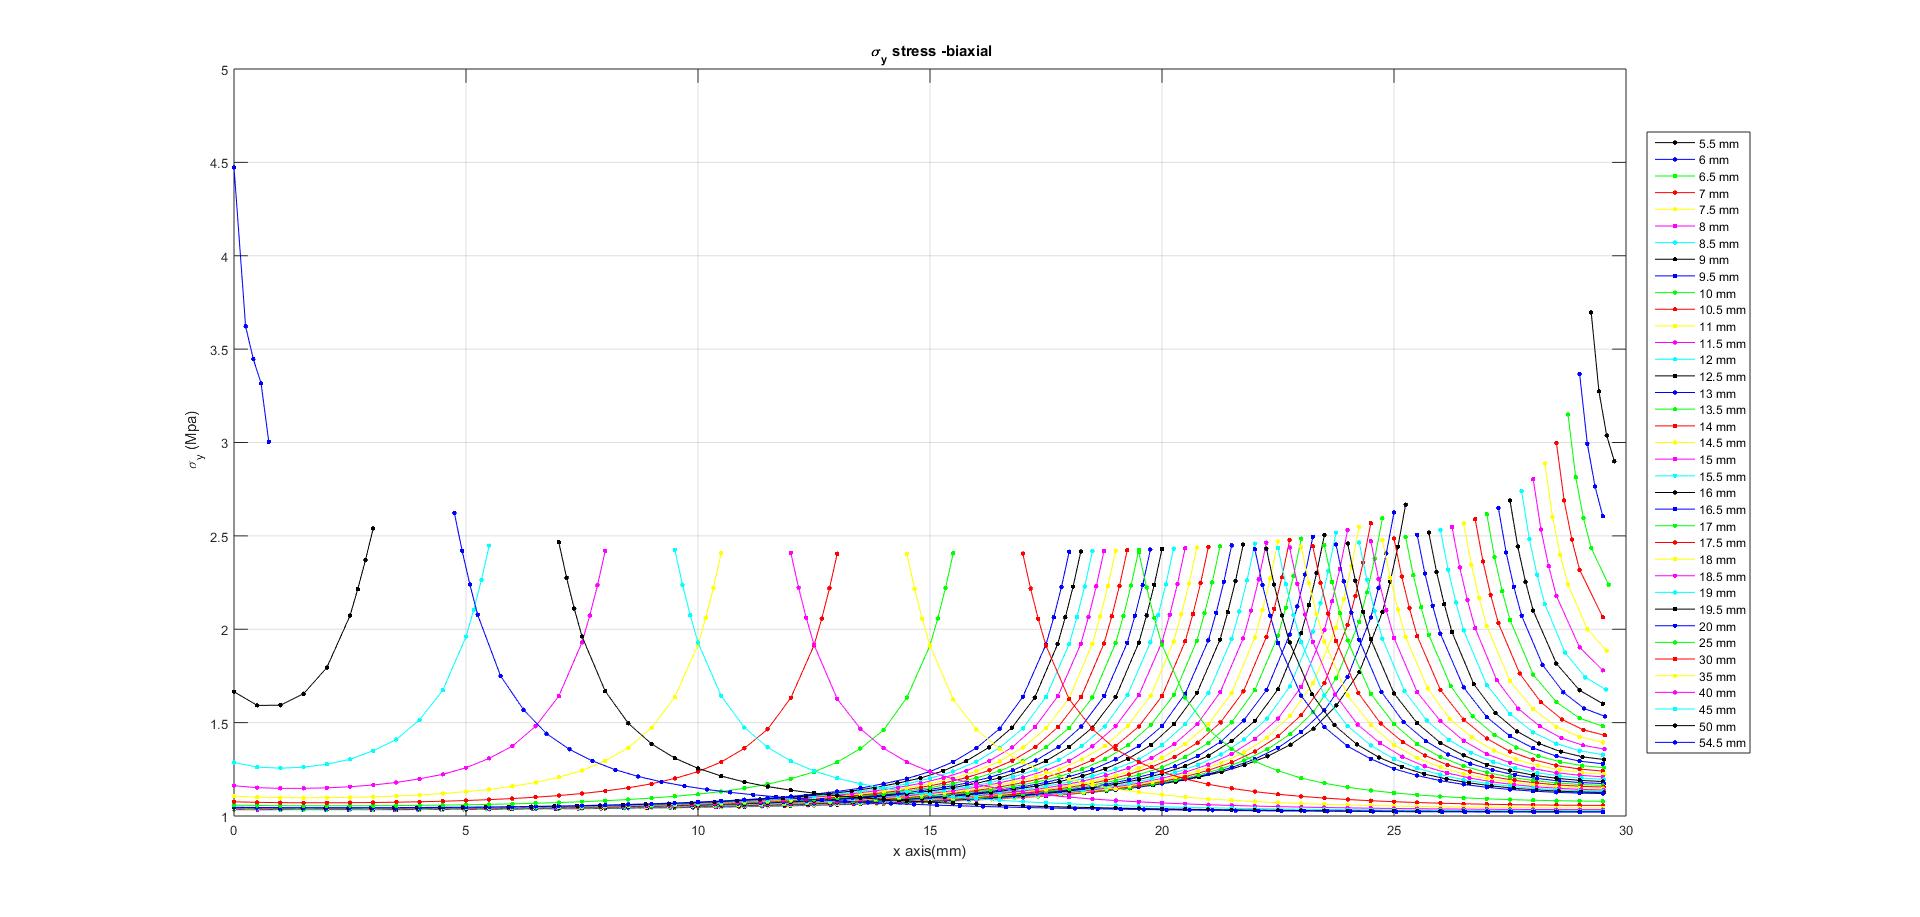 σy stress -biaxial
σy (Mpa)
5
4.5
4
3.5
3
2.5
2
1.5
1
0 5 10 15 20 25 30
x axis(mm)
5.5 mm
6 mm
6.5 mm
7 mm
7.5 mm
8 mm
8.5 mm
9 mm
9.5 mm
10 mm
10.5 mm
11 mm
11.5 mm
12 mm
12.5 mm
13 mm
13.5 mm
14 mm
14.5 mm
15 mm
15.5 mm
16 mm
16.5 mm
17 mm
17.5 mm
18 mm
18.5 mm
19 mm
19.5 mm
20 mm
25 mm
30 mm
35 mm
40 mm
45 mm
50 mm
54.5 mm